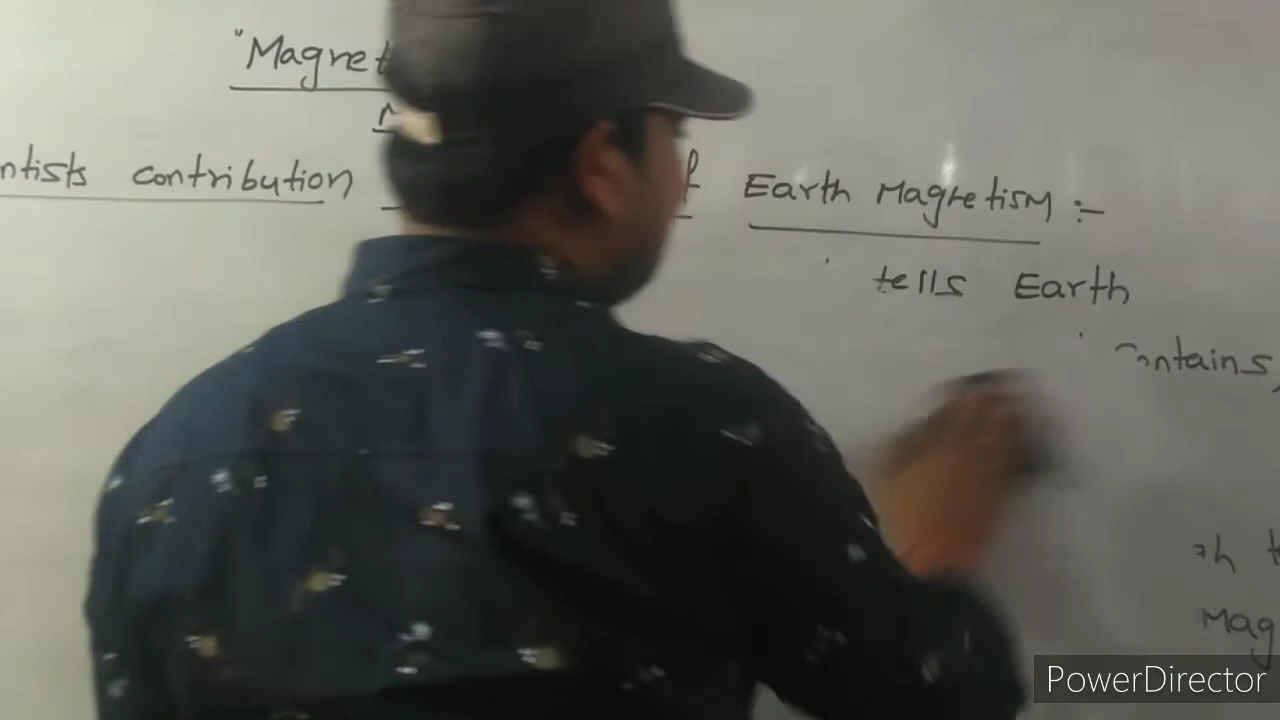 "Magnet
ntists contribution f Earth Magnetism :-
tells Earth
ntains,
Mag
PowerDirector